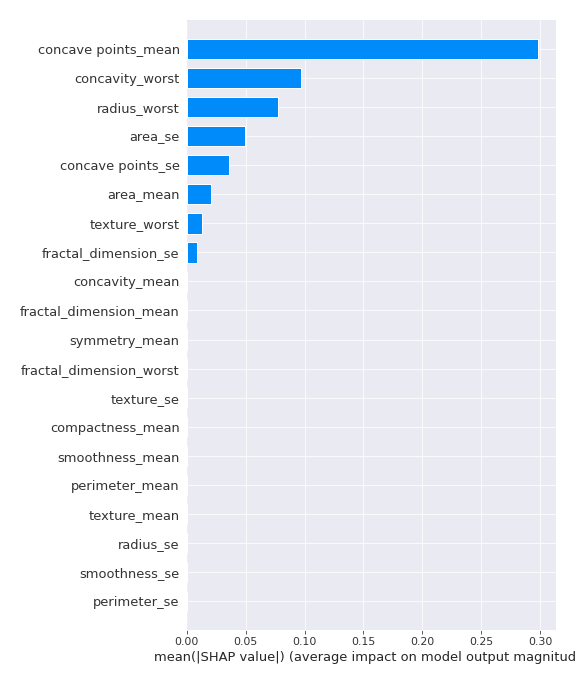 concave points_mean
concavity_worst
radius_worst
area_se
concave points_se
area_mean
texture_worst
fractal_dimension_se
concavity_mean
fractal_dimension_mean
symmetry_mean
fractal_dimension_worst
texture_se
compactness_mean
smoothness_mean
perimeter_mean
texture_mean
radius_se
smoothness_se
perimeter_se
0.00 0.05 0.10 0.15 0.20 0.25 0.30
mean(|SHAP value|) (average impact on model output magnitud